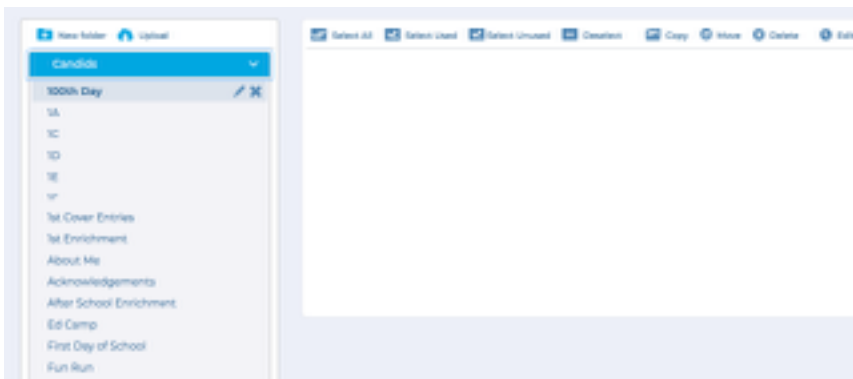 New folder Upload
Candids
100th Day
1A
1C
1D
1E
1st Cover Entries
1st Enrichment
About Me
Acknowledgements
After School Enrichment
Ed Camp
First Day of School
Fun Run
Select All Select Used Select Unused Deselect Copy Move Delete Edit